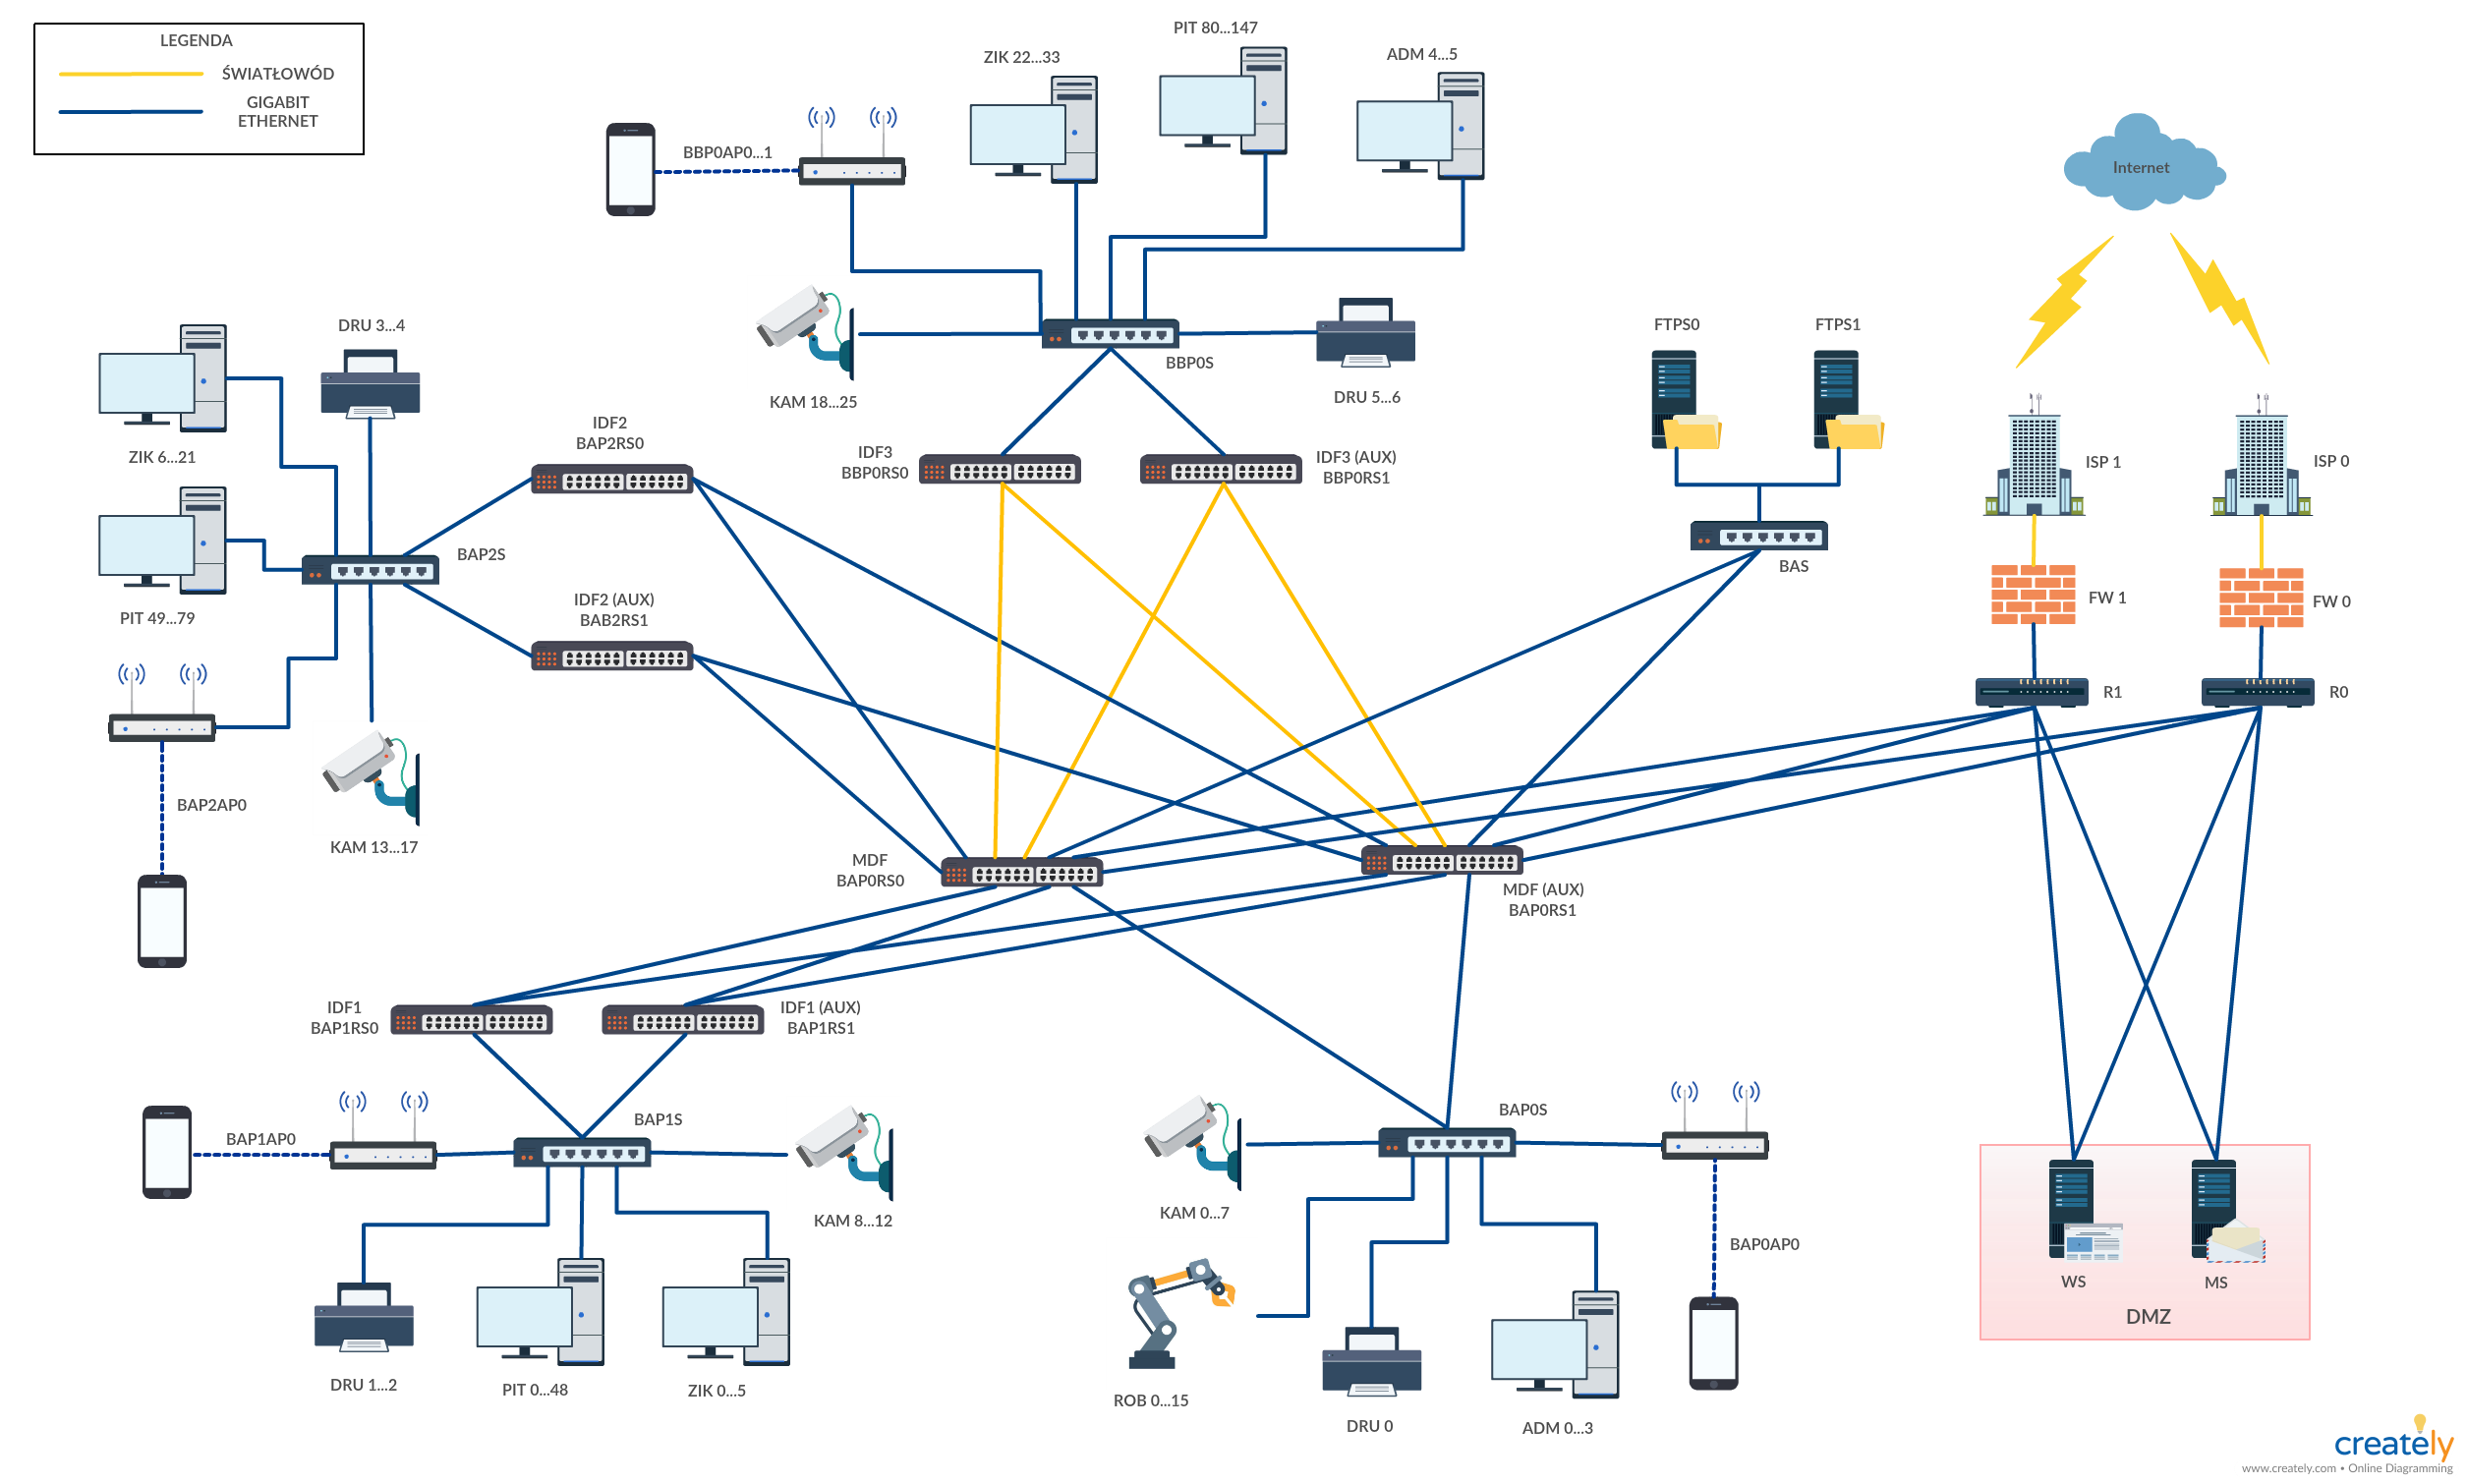 LEGENDA
ŚWIATŁOWÓD
GIGABIT
ETHERNET
PIT 80...147
ZIK 22...33
ADM 4...5
BBP0AP0...1
Internet
DRU 3...4
KAM 18...25
BBP0S
DRU 5...6
FTPS0
FTPS1
ZIK 6...21
IDF2
BAP2RS0
IDF3
BBP0RS0
IDF3 (AUX)
BBP0RS1
ISP 1
ISP 0
BAP2S
BAS
PIT 49...79
IDF2 (AUX)
BAB2RS1
FW 1
FW 0
R1
R0
BAP2AP0
KAM 13...17
MDF
BAP0RS0
MDF (AUX)
BAP0RS1
IDF1
BAP1RS0
IDF1 (AUX)
BAP1RS1
BAP1AP0
BAP1S
BAP0S
KAM 8...12
KAM 0...7
BAP0AP0
WS
MS
DMZ
DRU 1...2
PIT 0...48
ZIK 0...5
ROB 0...15
DRU 0
ADM 0...3
creately
www.creately.com • Online Diagramming